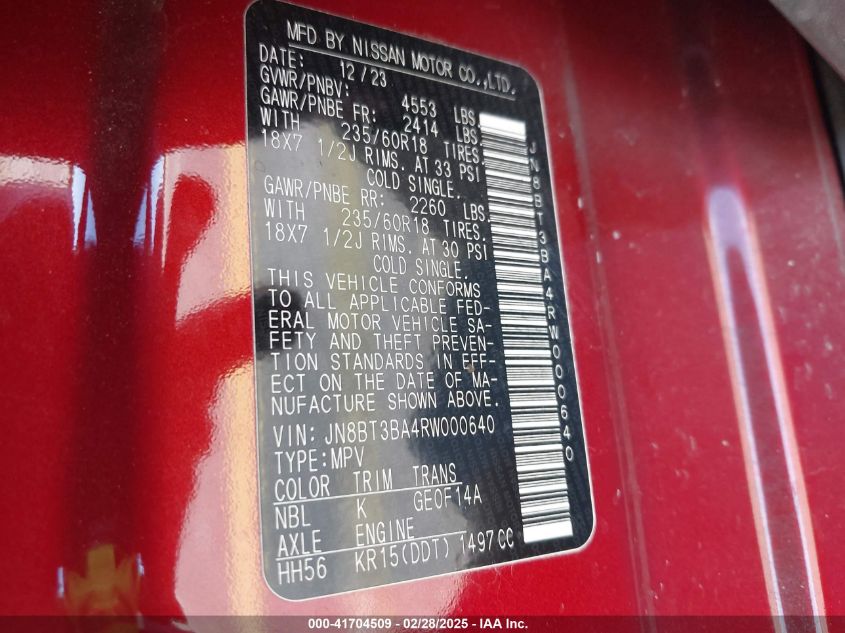 MFD BY NISSAN MOTOR CO.,LTD.
DATE: 12/23
GVWR/PNBV: 4553 LBS.
GAWR/PNBE FR: 2414 LBS.
WITH 235/60R18 TIRES.
18X7 1/2J RIMS. AT 33 PSI
COLD SINGLE.
GAWR/PNBE RR: 2260 LBS.
WITH 235/60R18 TIRES.
18X7 1/2J RIMS. AT 30 PSI
COLD SINGLE.
THIS VEHICLE CONFORMS
TO ALL APPLICABLE FED-
ERAL MOTOR VEHICLE SA-
FETY AND THEFT PREVEN-
TION STANDARDS IN EFF-
ECT ON THE DATE OF MA-
NUFACTURE SHOWN ABOVE.
VIN: JN8BT3BA4RW000640
TYPE:MPV
COLOR TRIM TRANS
NBL K GE0F14A
AXLE ENGINE
HH56 KR15(DDT) 1497CC
JN8BT3BA4RW000640
000-41704509 - 02/28/2025 - IAA, Inc.